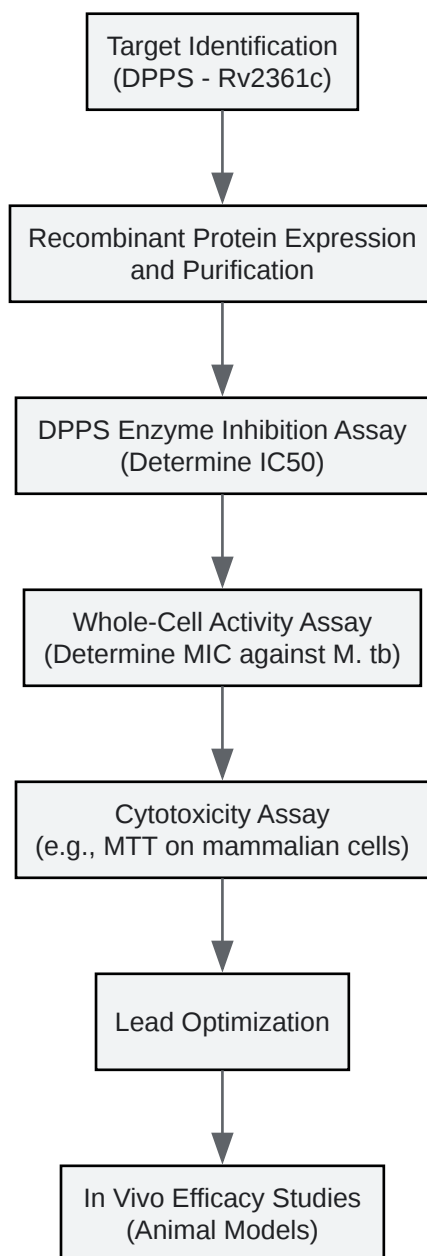 Target Identification
(DPPS - Rv2361c)
Recombinant Protein Expression
and Purification
DPPS Enzyme Inhibition Assay
(Determine IC50)
Whole-Cell Activity Assay
(Determine MIC against M. tb)
Cytotoxicity Assay
(e.g., MTT on mammalian cells)
Lead Optimization
In Vivo Efficacy Studies
(Animal Models)